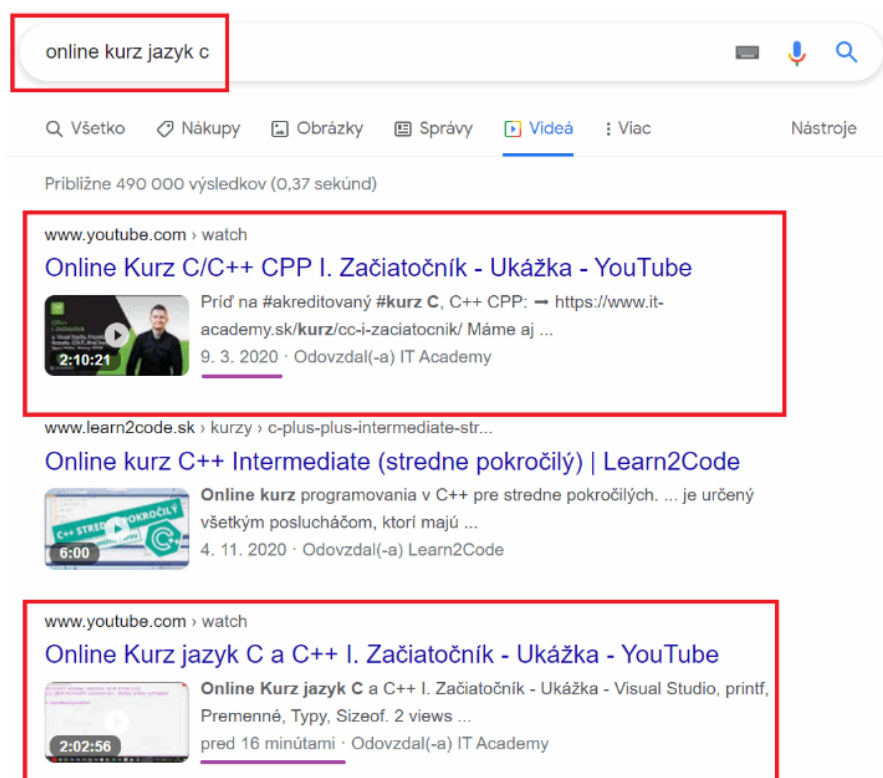 online kurz jazyk c
Všetko Nákupy Obrázky Správy Videá Viac Nástroje
Približne 490 000 výsledkov (0,37 sekúnd)
www.youtube.com › watch
Online Kurz C/C++ CPP I. Začiatočník - Ukážka - YouTube
Príď na #akreditovaný #kurz C, C++ CPP: ➞ https://www.it-
academy.sk/kurz/cc-i-zaciatocnik/ Máme aj ...
2:10:21
9. 3. 2020 · Odovzdal(-a) IT Academy
www.learn2code.sk › kurzy › c-plus-plus-intermediate-str...
Online kurz C++ Intermediate (stredne pokročilý) | Learn2Code
Online kurz programovania v C++ pre stredne pokročilých. ... je určený
všetkým poslucháčom, ktorí majú ...
C++ STREDNE POKROČILÝ
6:00
4. 11. 2020 · Odovzdal(-a) Learn2Code
www.youtube.com › watch
Online Kurz jazyk C a C++ I. Začiatočník - Ukážka - YouTube
Online Kurz jazyk C a C++ I. Začiatočník - Ukážka - Visual Studio, printf,
Premenné, Typy, Sizeof. 2 views ...
2:02:56
pred 16 minútami · Odovzdal(-a) IT Academy